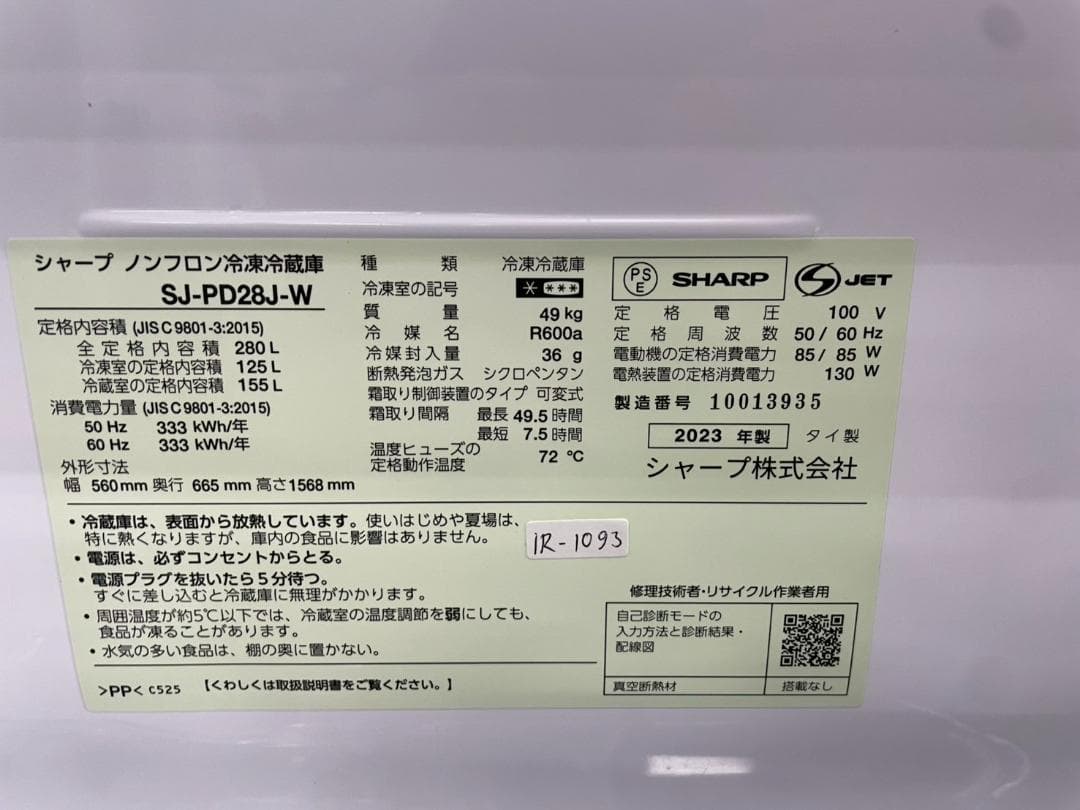 シャープ ノンフロン冷凍冷蔵庫
SJ-PD28J-W
定格内容積 (JIS C 9801-3:2015)
全定格内容積 280 L
冷凍室の定格内容積 125 L
冷蔵室の定格内容積 155 L
消費電力量 (JIS C 9801-3:2015)
50 Hz 333 kWh/年
60 Hz 333 kWh/年
外形寸法
幅 560 mm 奥行 665 mm 高さ 1568 mm
種類 冷凍冷蔵庫
冷凍室の記号 * ***
質量 49 kg
冷媒名 R600a
冷媒封入量 36 g
断熱発泡ガス シクロペンタン
霜取り制御装置のタイプ 可変式
霜取り間隔 最長 49.5 時間
最短 7.5 時間
温度ヒューズの
定格動作温度 72 ℃
PS
E
SHARP
JET
定格電圧 100 V
定格周波数 50 / 60 Hz
電動機の定格消費電力 85 / 85 W
電熱装置の定格消費電力 130 W
製造番号 10013935
2023 年製 タイ製
シャープ株式会社
・冷蔵庫は、表面から放熱しています。使いはじめや夏場は、
特に熱くなりますが、庫内の食品に影響はありません。
・電源は、必ずコンセントからとる。
・電源プラグを抜いたら5分待つ。
すぐに差し込むと冷蔵庫に無理がかかります。
・周囲温度が約5℃以下では、冷蔵室の温度調節を弱にしても、
食品が凍ることがあります。
・水気の多い食品は、棚の奥に置かない。
>PP< C525 【くわしくは取扱説明書をご覧ください。】
iR-1093
修理技術者・リサイクル作業者用
自己診断モードの
入力方法と診断結果・
配線図
真空断熱材 搭載なし